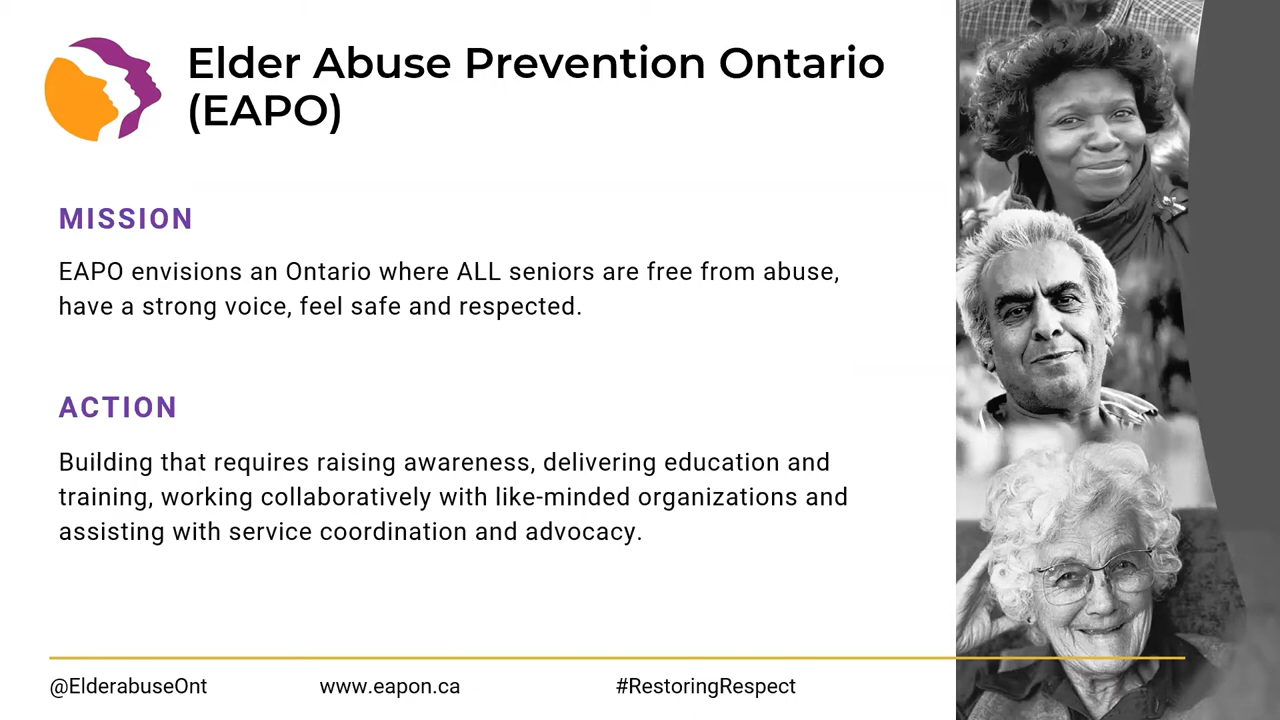 Elder Abuse Prevention Ontario
(EAPO)
MISSION
EAPO envisions an Ontario where ALL seniors are free from abuse,
have a strong voice, feel safe and respected.
ACTION
Building that requires raising awareness, delivering education and
training, working collaboratively with like-minded organizations and
assisting with service coordination and advocacy.
@ElderabuseOnt www.eapon.ca #RestoringRespect